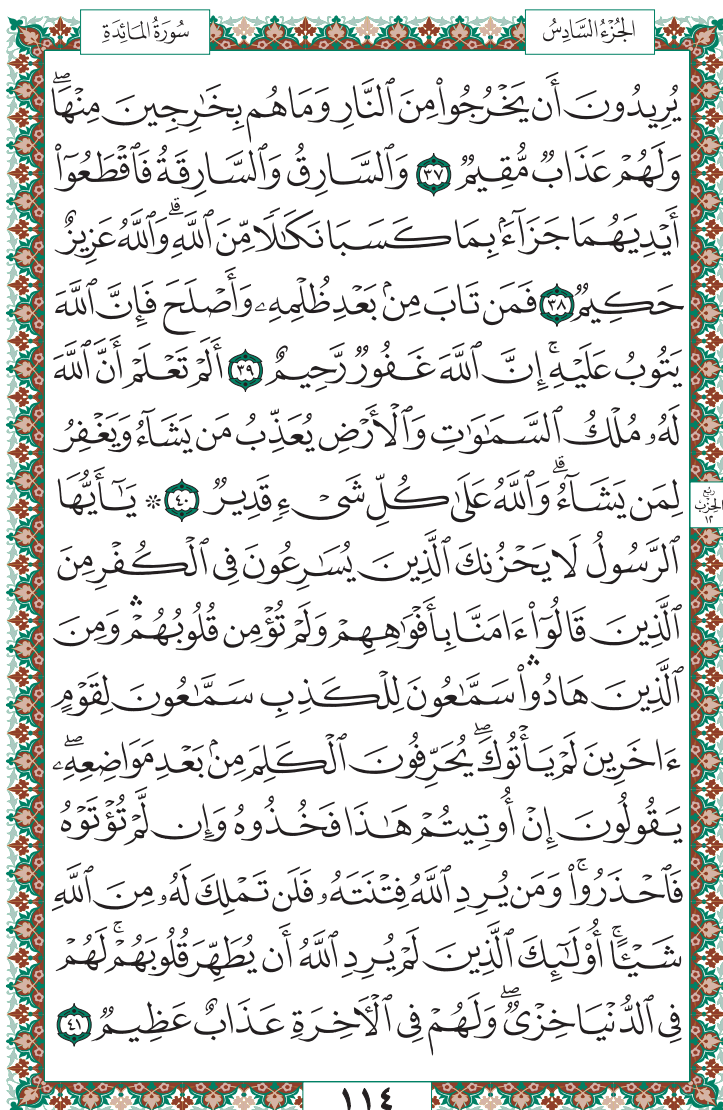 سُورَةُ المَائِدَةِ
الجُزْءُ السَّادِسُ
يُرِيدُونَ أَن يَخْرُجُوا۟ مِنَ ٱلنَّارِ وَمَا هُم بِخَٰرِجِينَ مِنْهَا ۖ
وَلَهُمْ عَذَابٌ مُّقِيمٌ ٣٧ وَٱلسَّارِقُ وَٱلسَّارِقَةُ فَٱقْطَعُوٓا۟
أَيْدِيَهُمَا جَزَآءًۢ بِمَا كَسَبَا نَكَٰلًا مِّنَ ٱللَّهِ ۗ وَٱللَّهُ عَزِيزٌ
حَكِيمٌ ٣٨ فَمَن تَابَ مِنۢ بَعْدِ ظُلْمِهِۦ وَأَصْلَحَ فَإِنَّ ٱللَّهَ
يَتُوبُ عَلَيْهِ ۚ إِنَّ ٱللَّهَ غَفُورٌ رَّحِيمٌ ٣٩ أَلَمْ تَعْلَمْ أَنَّ ٱللَّهَ
لَهُۥ مُلْكُ ٱلسَّمَٰوَٰتِ وَٱلْأَرْضِ يُعَذِّبُ مَن يَشَآءُ وَيَغْفِرُ
لِمَن يَشَآءُ ۗ وَٱللَّهُ عَلَىٰ كُلِّ شَىْءٍ قَدِيرٌ ٤٠ * يَٰٓأَيُّهَا
ٱلرَّسُولُ لَا يَحْزُنكَ ٱلَّذِينَ يُسَٰرِعُونَ فِى ٱلْكُفْرِ مِنَ
ٱلَّذِينَ قَالُوٓا۟ ءَامَنَّا بِأَفْوَٰهِهِمْ وَلَمْ تُؤْمِن قُلُوبُهُمْ ۛ وَمِنَ
ٱلَّذِينَ هَادُوا۟ ۛ سَمَّٰعُونَ لِلْكَذِبِ سَمَّٰعُونَ لِقَوْمٍ
ءَاخَرِينَ لَمْ يَأْتُوكَ ۖ يُحَرِّفُونَ ٱلْكَلِمَ مِنۢ بَعْدِ مَوَاضِعِهِۦ ۖ
يَقُولُونَ إِنْ أُوتِيتُمْ هَٰذَا فَخُذُوهُ وَإِن لَّمْ تُؤْتَوْهُ
فَٱحْذَرُوا۟ ۚ وَمَن يُرِدِ ٱللَّهُ فِتْنَتَهُۥ فَلَن تَمْلِكَ لَهُۥ مِنَ ٱللَّهِ
شَيْـًٔا ۚ أُو۟لَٰٓئِكَ ٱلَّذِينَ لَمْ يُرِدِ ٱللَّهُ أَن يُطَهِّرَ قُلُوبَهُمْ ۚ لَهُمْ
فِى ٱلدُّنْيَا خِزْىٌ ۖ وَلَهُمْ فِى ٱلْأَخِرَةِ عَذَابٌ عَظِيمٌ ٤١
ربع
الحزب
١٢
١١٤